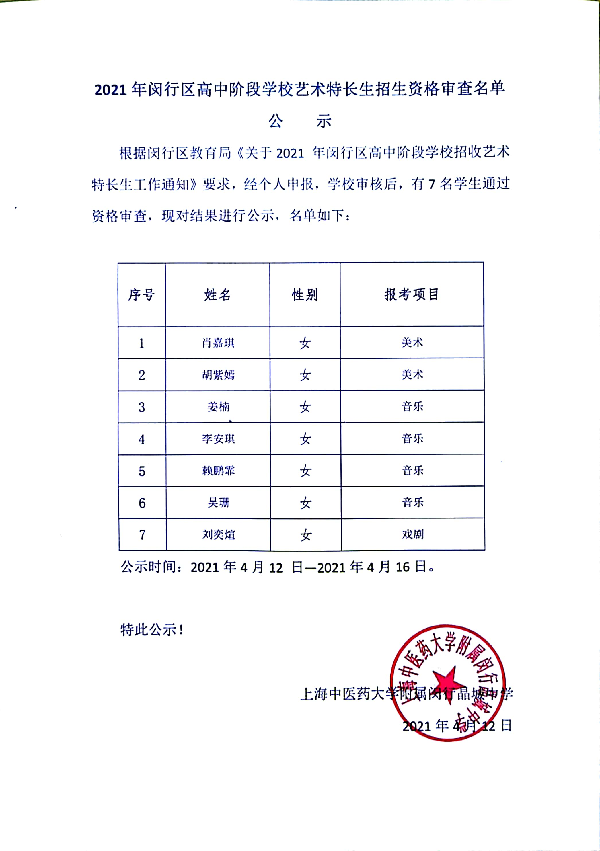 2021 年闵行区高中阶段学校艺术特长生招生资格审查名单
公 示
根据闵行区教育局《关于 2021 年闵行区高中阶段学校招收艺术
特长生工作通知》要求，经个人申报，学校审核后，有 7 名学生通过
资格审查，现对结果进行公示，名单如下：
序号 姓名 性别 报考项目
1 肖嘉琪 女 美术
2 胡紫嫣 女 美术
3 姜楠 女 音乐
4 李安琪 女 音乐
5 赖鹏霏 女 音乐
6 吴珊 女 音乐
7 刘奕煊 女 戏剧
公示时间：2021 年 4 月 12 日—2021 年 4 月 16 日。
特此公示！
上海中医药大学附属闵行晶城中学
2021 年 4 月 12 日
上海中医药大学附属闵行晶城中学